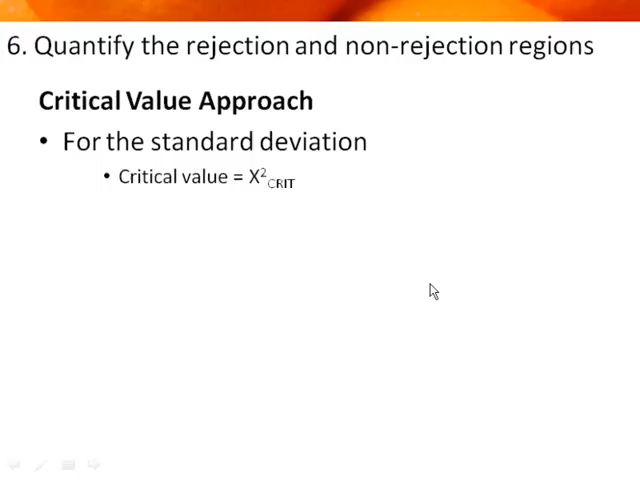 6. Quantify the rejection and non-rejection regions
Critical Value Approach
• For the standard deviation
• Critical value = X²CRIT